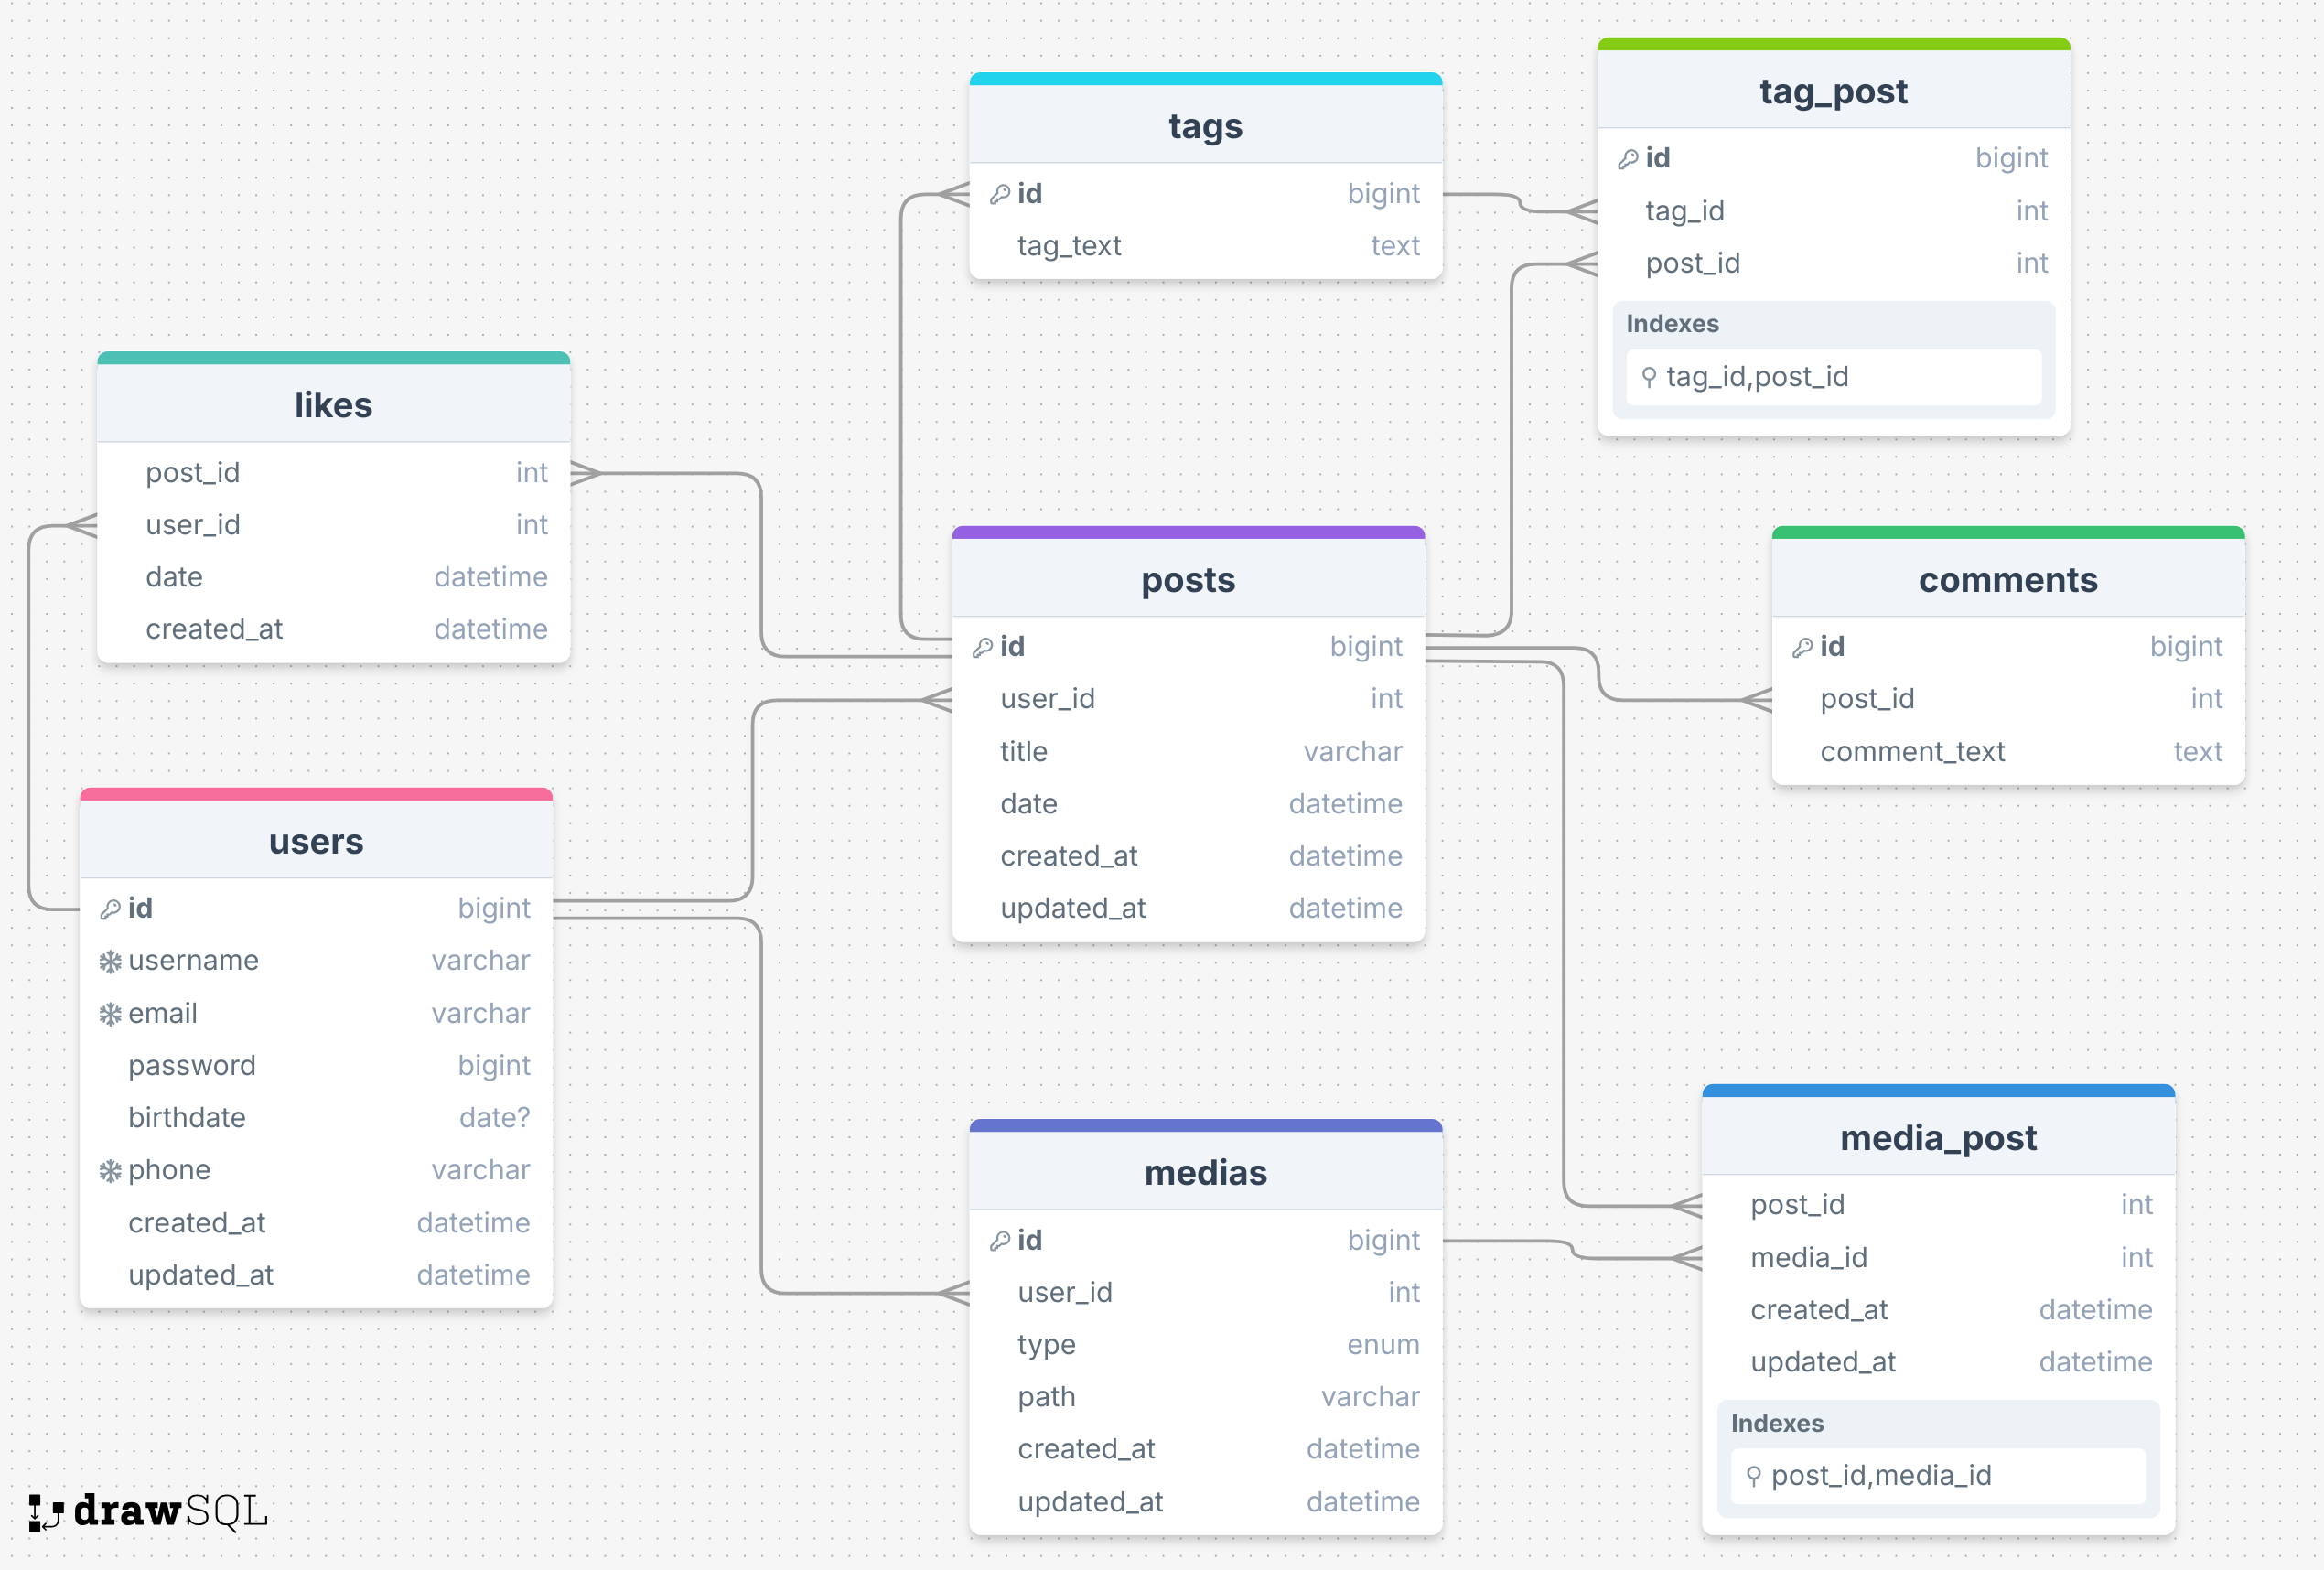 tag_post
id bigint
tag_id int
post_id int
Indexes
tag_id,post_id
tags
id bigint
tag_text text
likes
post_id int
user_id int
date datetime
created_at datetime
posts
id bigint
user_id int
title varchar
date datetime
created_at datetime
updated_at datetime
comments
id bigint
post_id int
comment_text text
users
id bigint
username varchar
email varchar
password bigint
birthdate date?
phone varchar
created_at datetime
updated_at datetime
medias
id bigint
user_id int
type enum
path varchar
created_at datetime
updated_at datetime
media_post
post_id int
media_id int
created_at datetime
updated_at datetime
Indexes
post_id,media_id
drawSQL